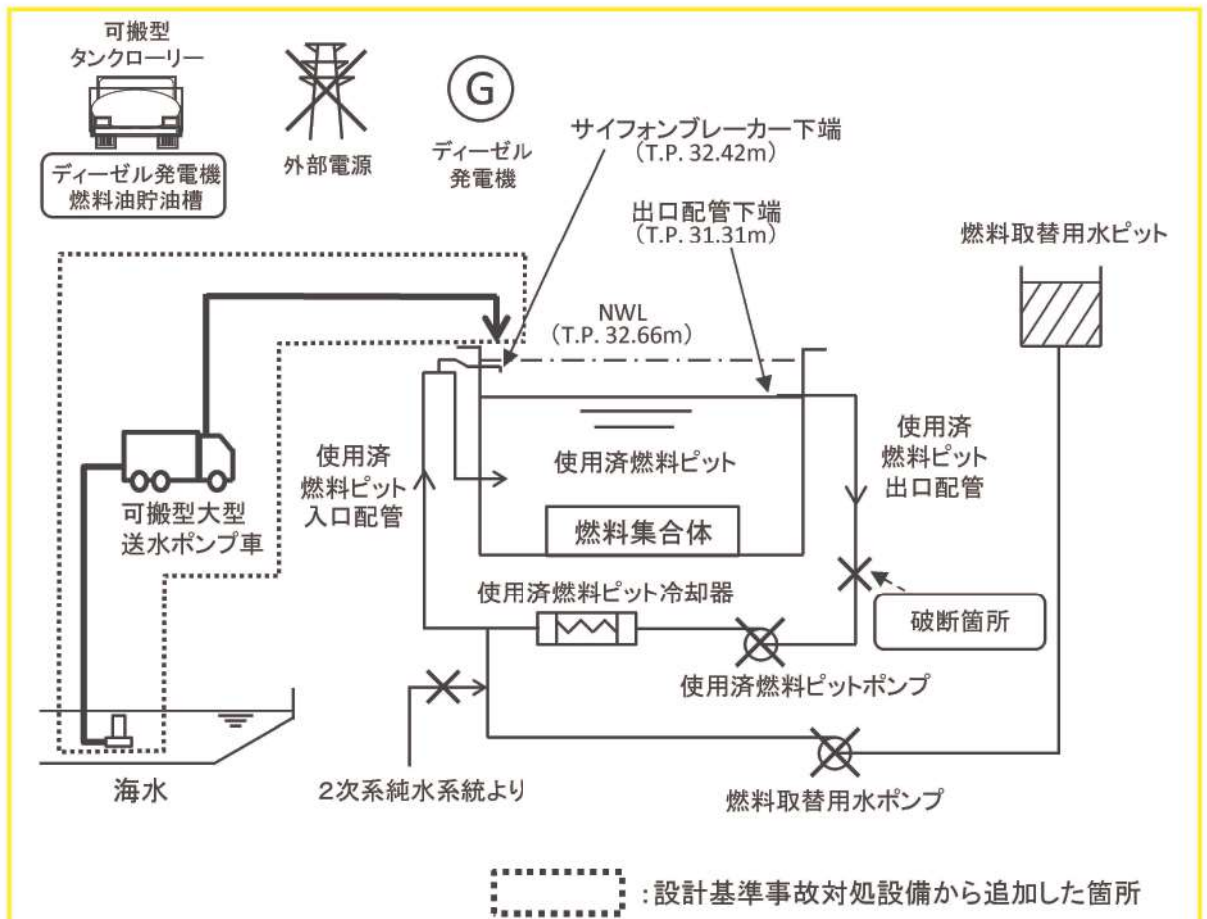 可搬型
タンクローリー
ディーゼル発電機
燃料油貯油槽
外部電源
G
ディーゼル
発電機
サイフォンブレーカー下端
(T.P. 32.42m)
出口配管下端
(T.P. 31.31m)
燃料取替用水ピット
NWL
(T.P. 32.66m)
可搬型大型
送水ポンプ車
使用済
燃料ピット
入口配管
使用済燃料ピット
燃料集合体
使用済
燃料ピット
出口配管
使用済燃料ピット冷却器
破断箇所
使用済燃料ピットポンプ
海水
2次系純水系統より
燃料取替用水ポンプ
:設計基準事故対処設備から追加した箇所